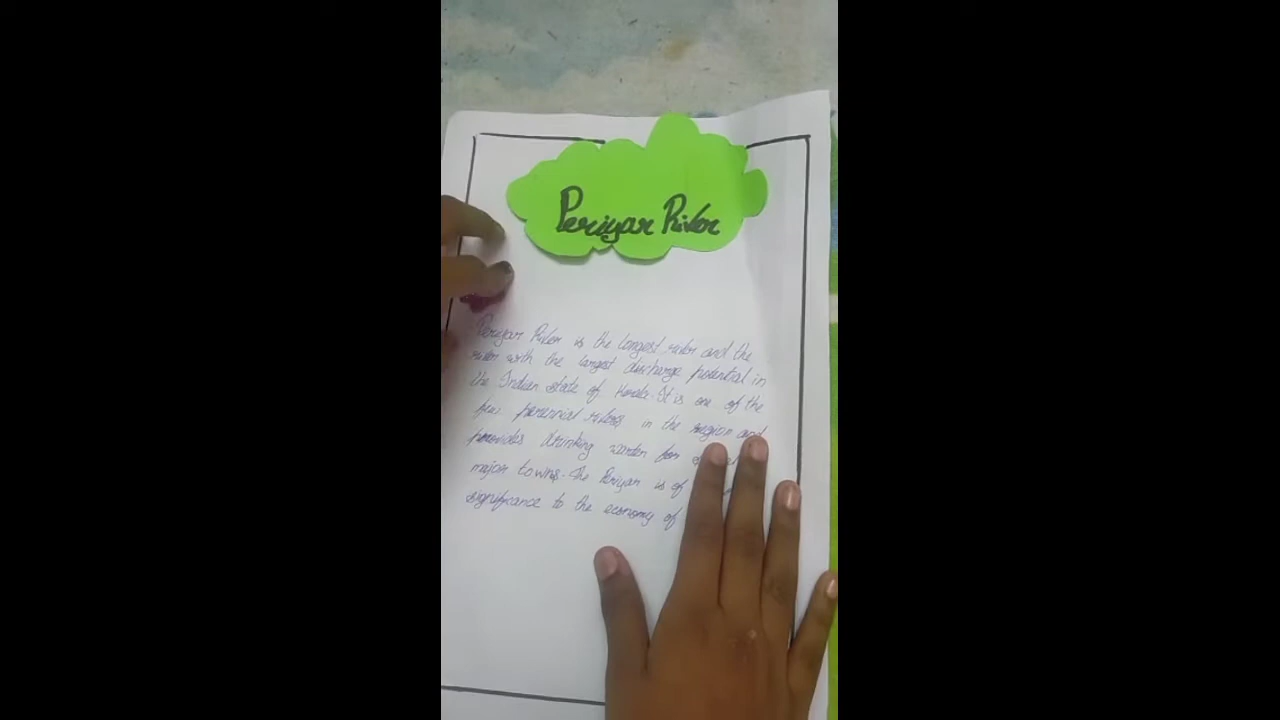 Periyar River
Periyar River is the longest river and the
river with the largest discharge potential in
the Indian state of Kerala. It is one of the
few perennial rivers in the region and
provides drinking water for
major towns. The Periyar is of
significance to the economy of